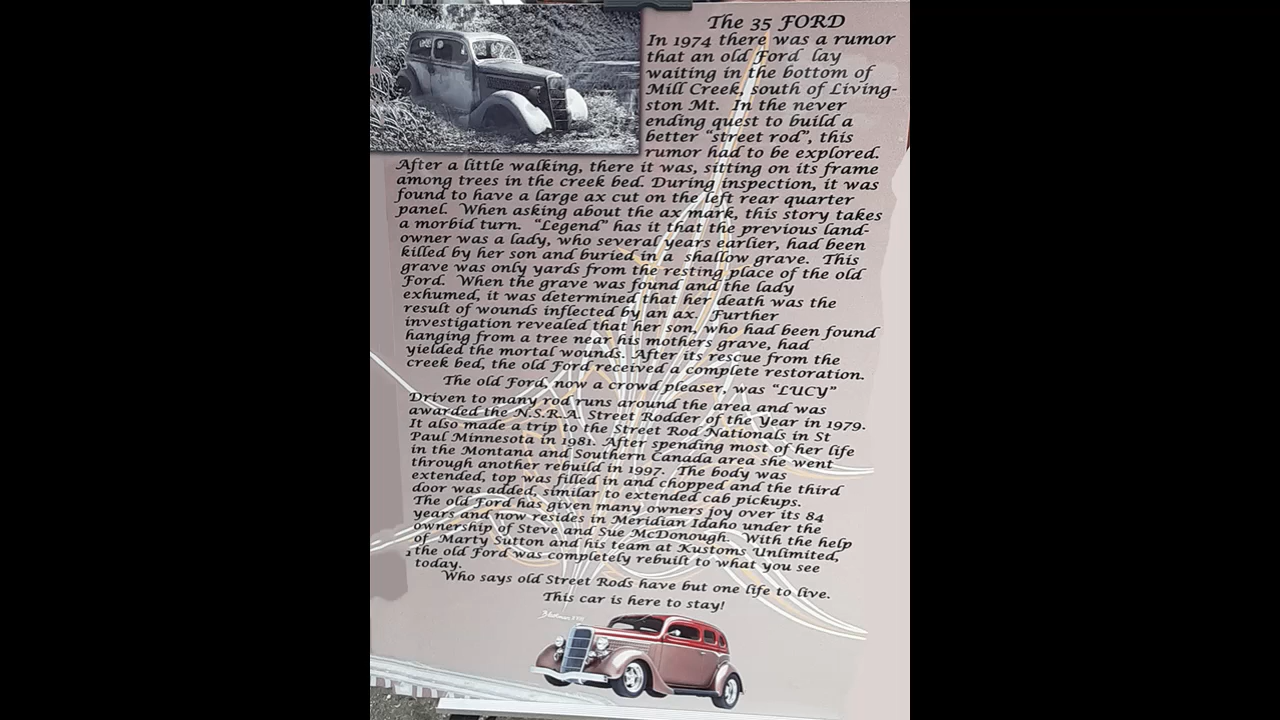 The 35 FORD
In 1974 there was a rumor
that an old Ford lay
waiting in the bottom of
Mill Creek, south of Living-
ston Mt. In the never
ending quest to build a
better "street rod", this
rumor had to be explored.
After a little walking, there it was, sitting on its frame
among trees in the creek bed. During inspection, it was
found to have a large ax cut on the left rear quarter
panel. When asking about the ax mark, this story takes
a morbid turn. "Legend" has it that the previous land-
owner was a lady, who several years earlier, had been
killed by her son and buried in a shallow grave. This
grave was only yards from the resting place of the old
Ford. When the grave was found and the lady
exhumed, it was determined that her death was the
result of wounds inflected by an ax. Further
investigation revealed that her son, who had been found
hanging from a tree near his mothers grave, had
yielded the mortal wounds. After its rescue from the
creek bed, the old Ford received a complete restoration.
The old Ford, now a crowd pleaser, was "LUCY"
Driven to many rod runs around the area and was
awarded the N.S.R.A. Street Rodder of the Year in 1979.
It also made a trip to the Street Rod Nationals in St
Paul Minnesota in 1981. After spending most of her life
in the Montana and Southern Canada area she went
through another rebuild in 1997. The body was
extended, top was filled in and chopped and the third
door was added, similar to extended cab pickups.
The old Ford has given many owners joy over its 84
years and now resides in Meridian Idaho under the
ownership of Steve and Sue McDonough. With the help
of Marty Sutton and his team at Kustoms Unlimited,
the old Ford was completely rebuilt to what you see
today.
Who says old Street Rods have but one life to live.
This car is here to stay!